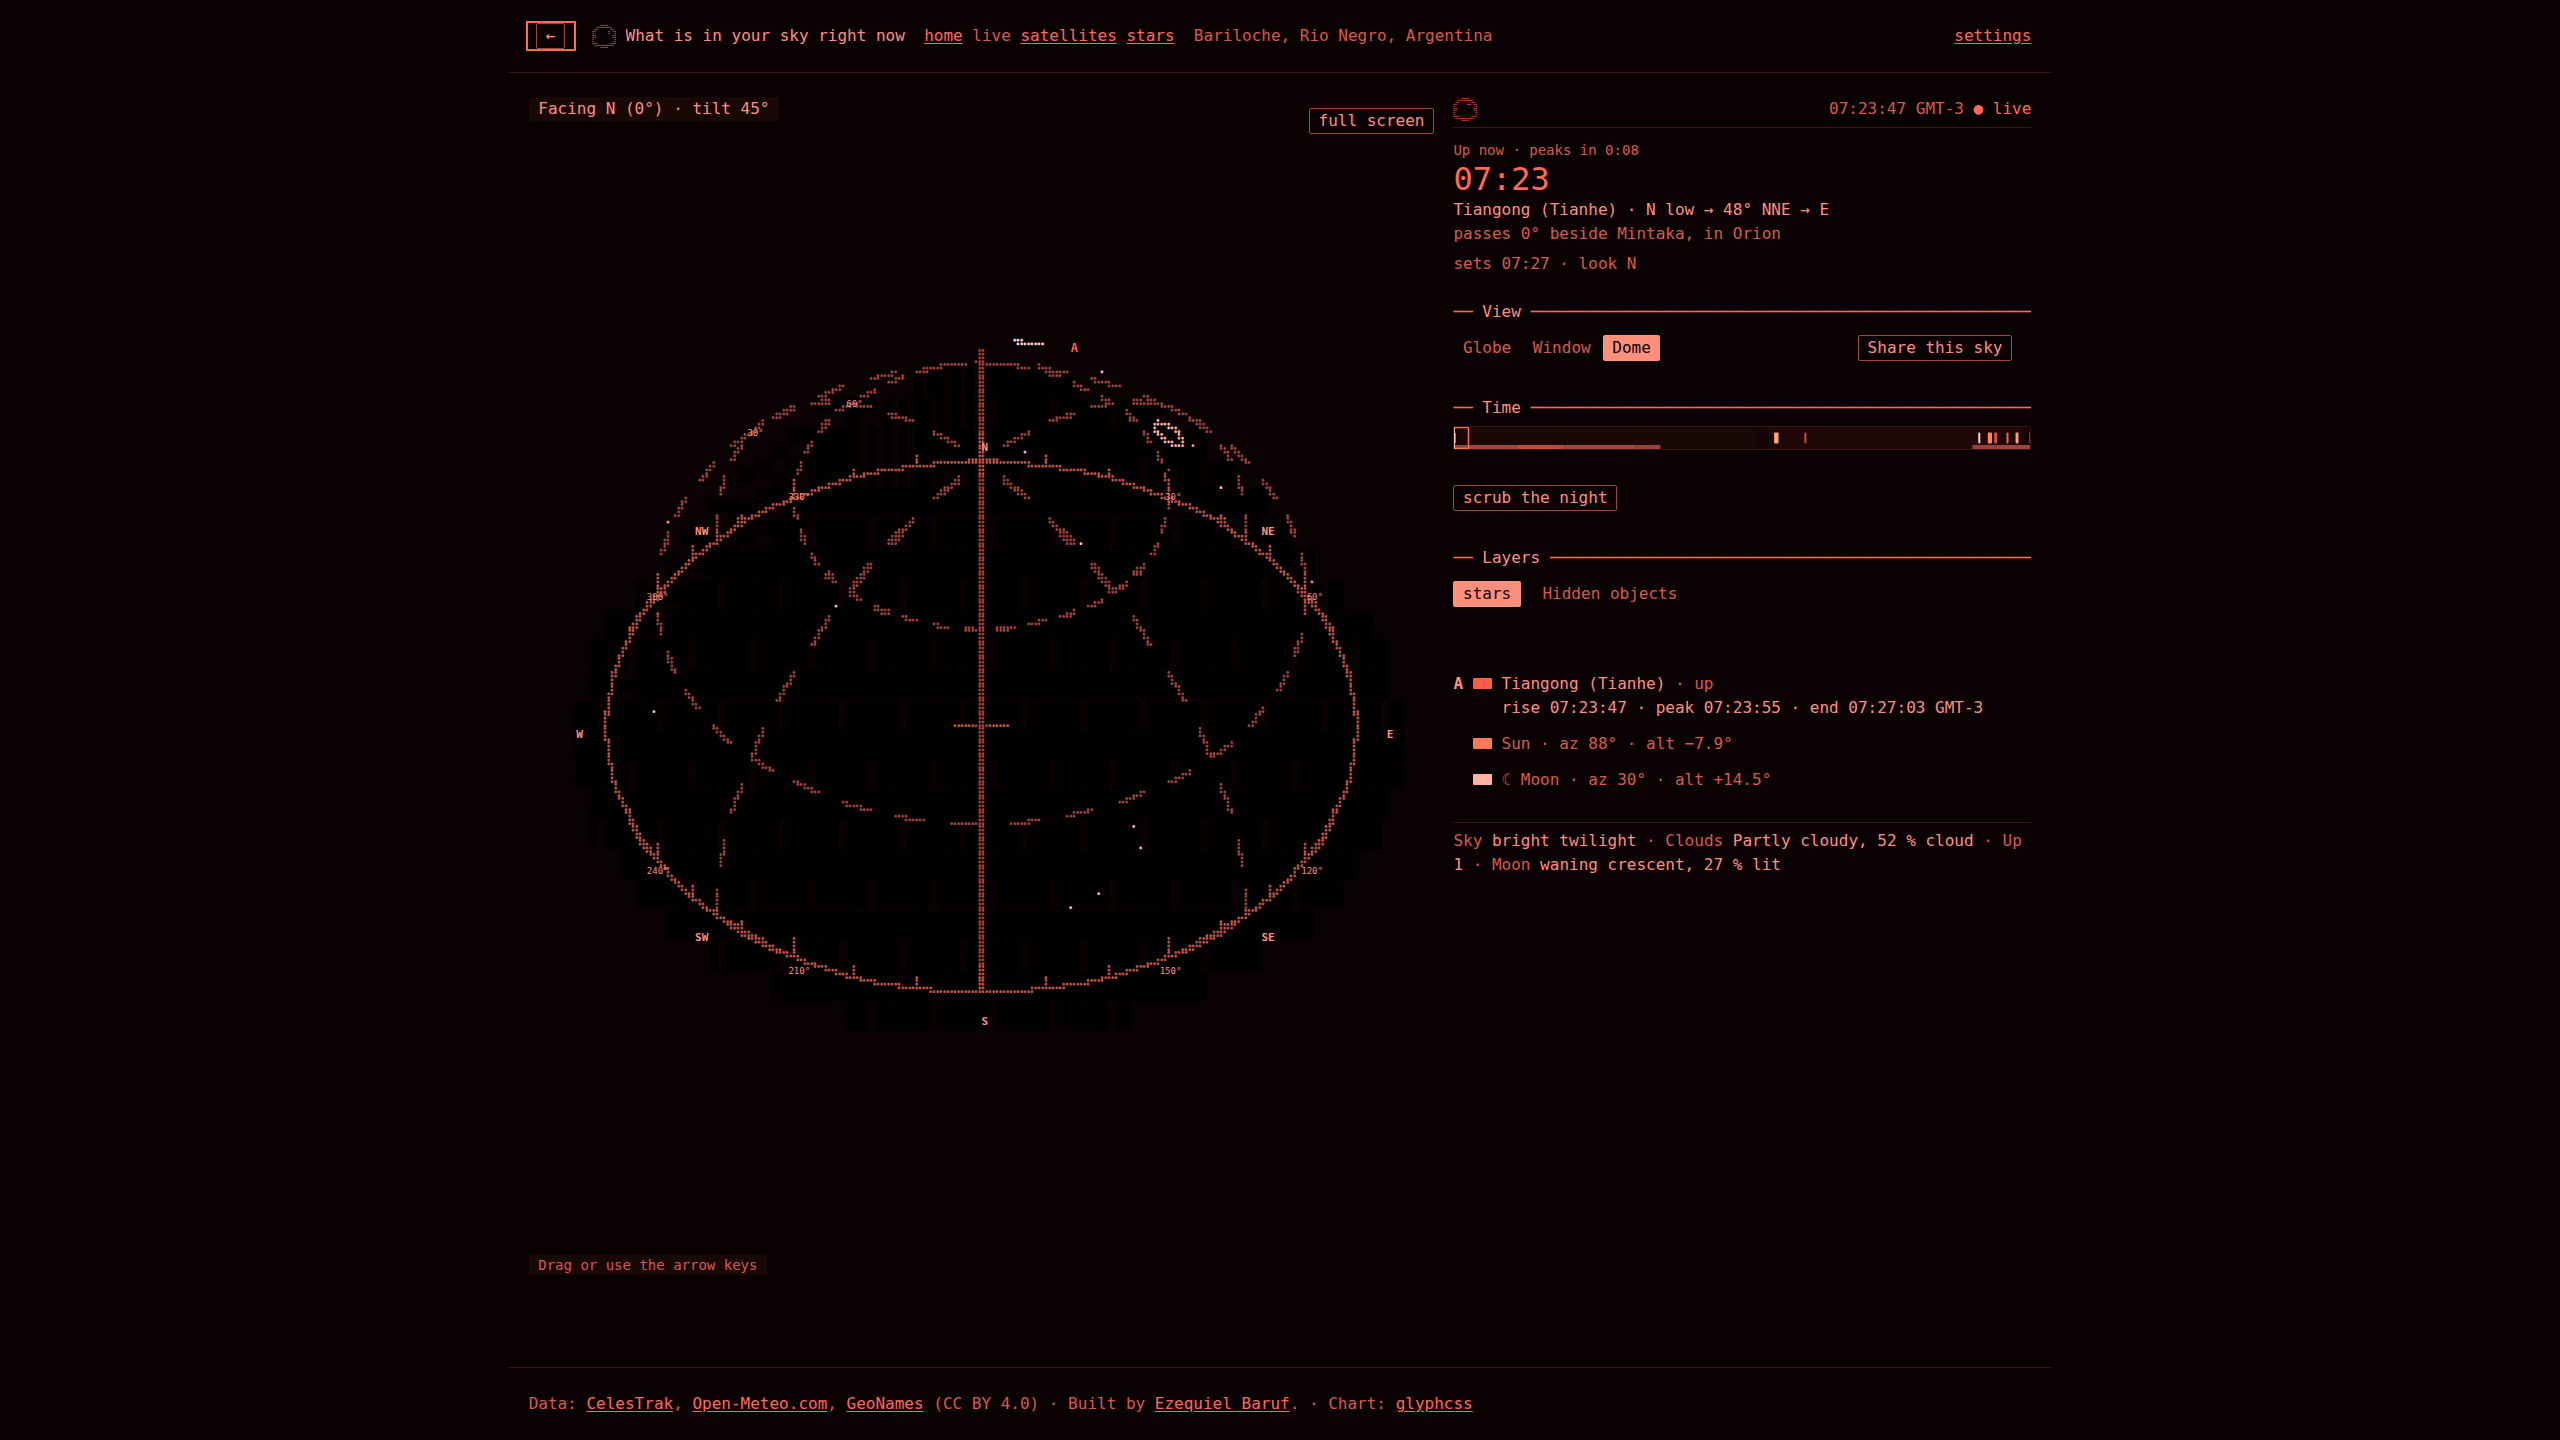 ← What is in your sky right now home live satellites stars Bariloche, Rio Negro, Argentina settings
Facing N (0°) · tilt 45°
full screen
07:23:47 GMT-3 ● live
Up now · peaks in 0:08
07:23
Tiangong (Tianhe) · N low → 48° NNE → E
passes 0° beside Mintaka, in Orion
sets 07:27 · look N
View
Globe Window Dome Share this sky
Time
scrub the night
Layers
stars Hidden objects
A Tiangong (Tianhe) · up
rise 07:23:47 · peak 07:23:55 · end 07:27:03 GMT-3
Sun · az 88° · alt −7.9°
☾ Moon · az 30° · alt +14.5°
Sky bright twilight · Clouds Partly cloudy, 52 % cloud · Up
1 · Moon waning crescent, 27 % lit
A
60°
30°
N
330° 30°
NW NE
300° 60°
W E
240° 120°
SW SE
210° 150°
S
Drag or use the arrow keys
Data: CelesTrak, Open-Meteo.com, GeoNames (CC BY 4.0) · Built by Ezequiel Baruf. · Chart: glyphcss